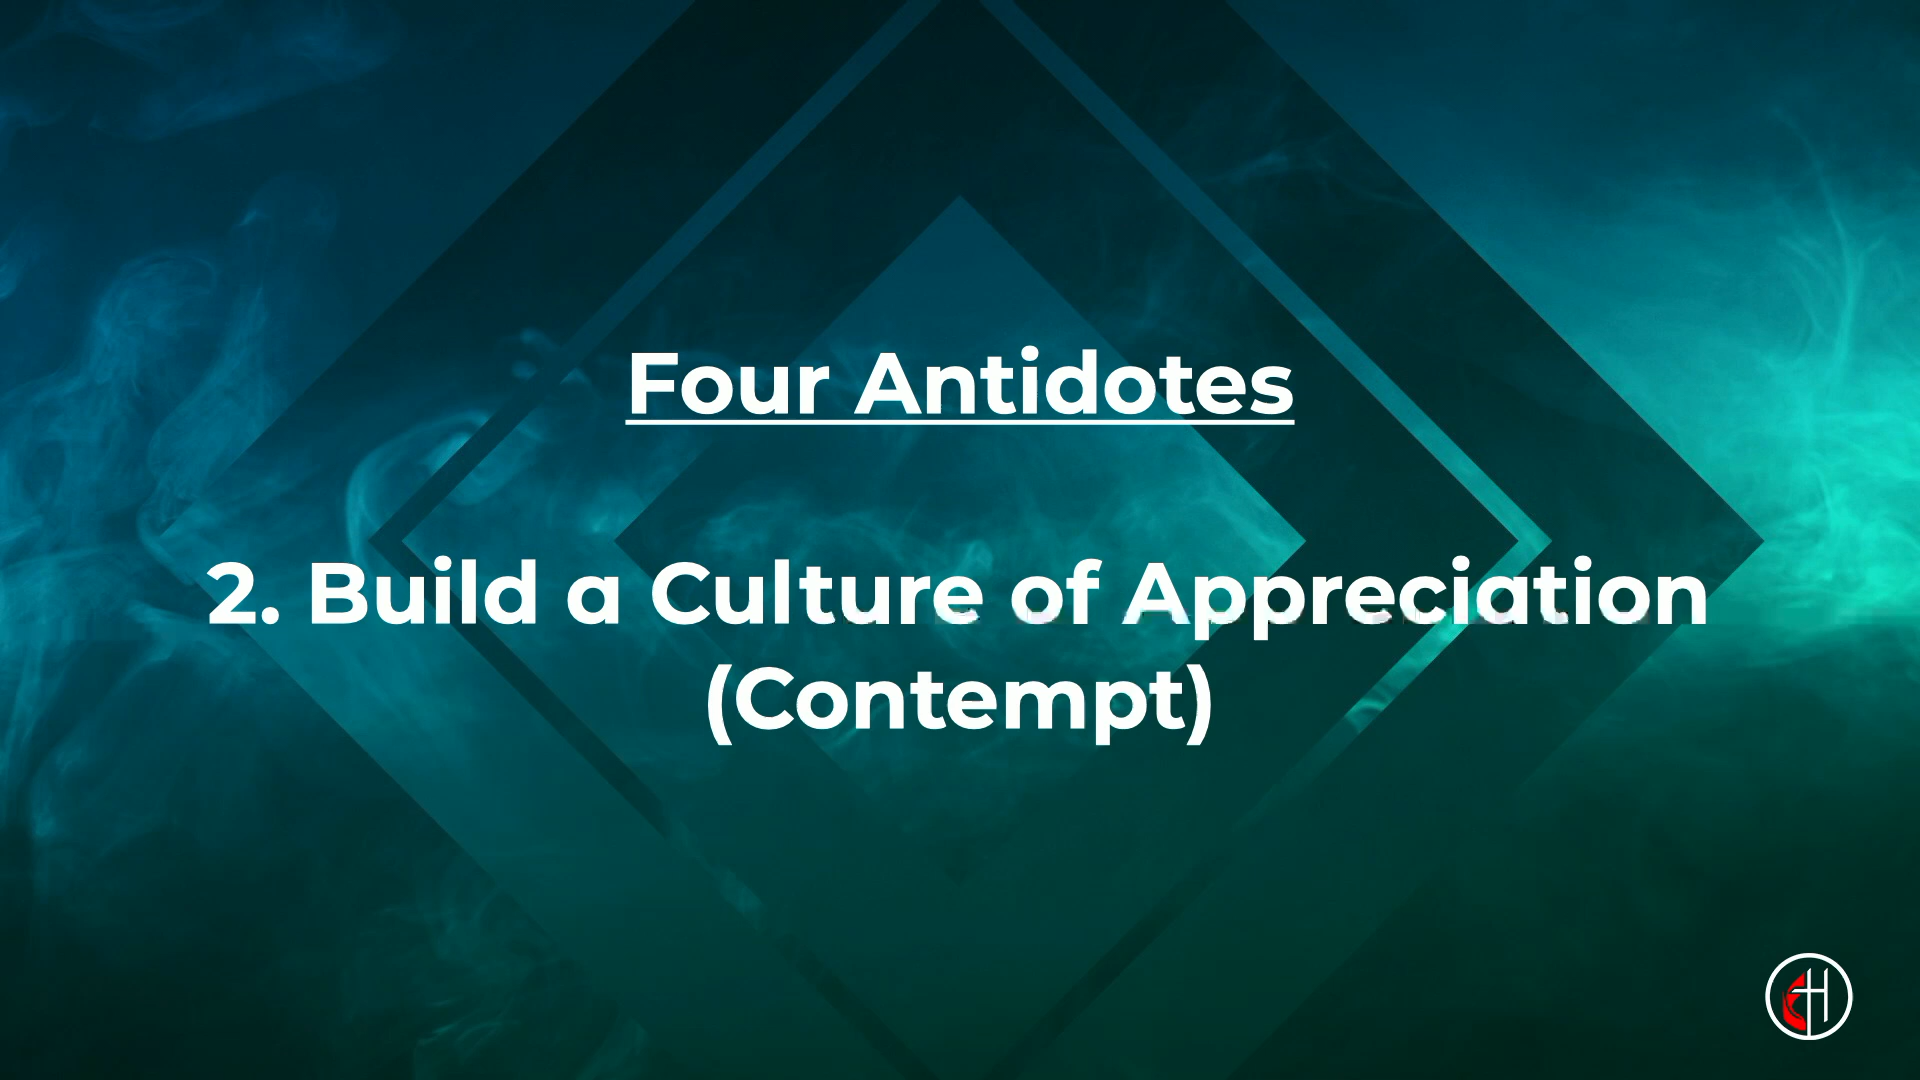 Four Antidotes
2. Build a Culture of Appreciation
(Contempt)